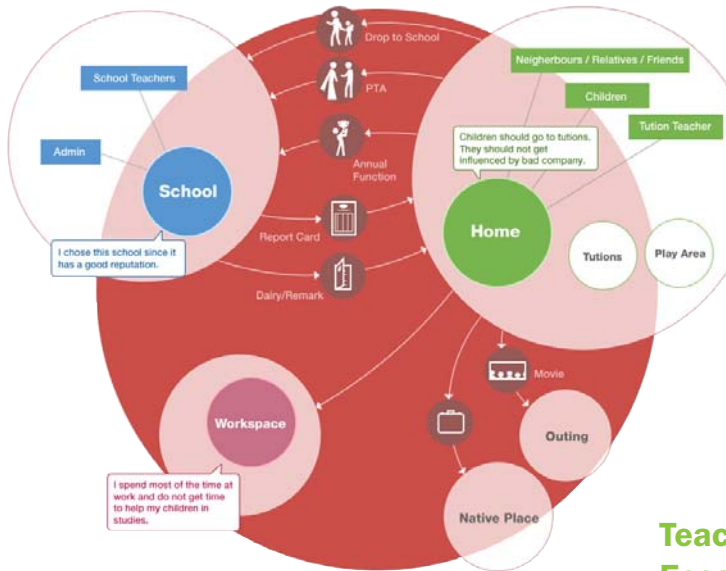 Drop to School
Neigherbours / Relatives / Friends
School Teachers
PTA
Children
Tution Teacher
Admin
Children should go to tutions.
They should not get
influenced by bad company.
Annual
Function
School
Home
Report Card
I chose this school since it
has a good reputation.
Tutions
Play Area
Dairy/Remark
Movie
Workspace
Outing
I spend most of the time at
work and do not get time
to help my children in
studies.
Native Place
Teac